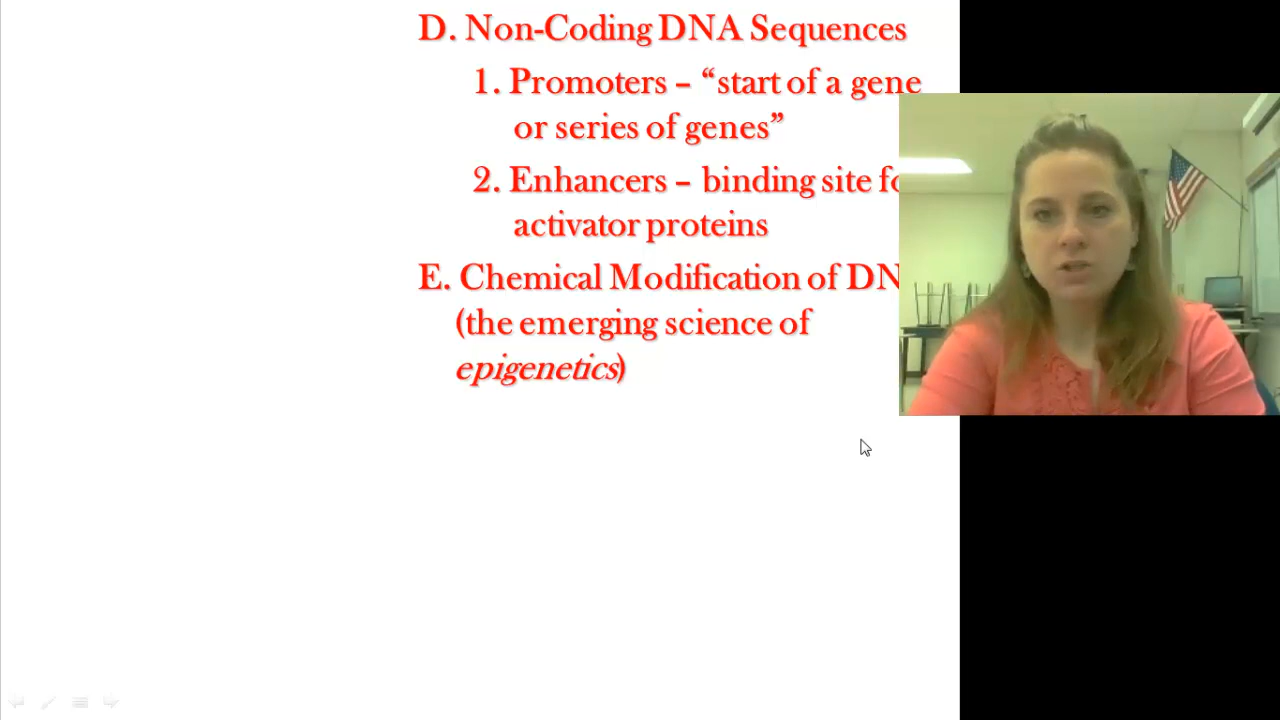 D. Non-Coding DNA Sequences
1. Promoters – “start of a gene
or series of genes”
2. Enhancers – binding site
activator proteins
E. Chemical Modification of
(the emerging science of
epigenetics)